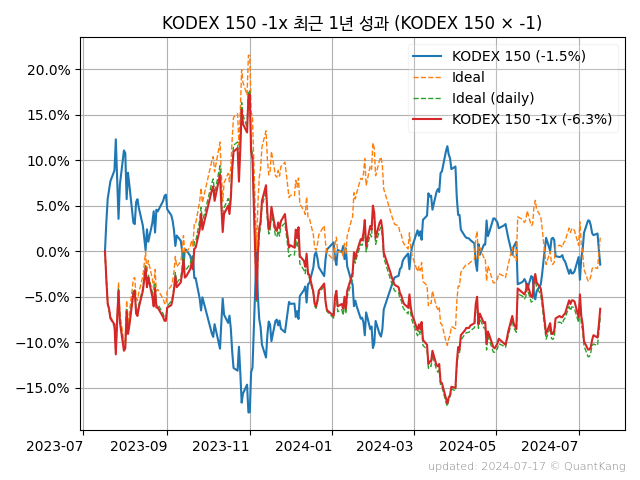 KODEX 150 -1x 최근 1년 성과 (KODEX 150 × -1)
KODEX 150 (-1.5%)
Ideal
Ideal (daily)
KODEX 150 -1x (-6.3%)
20.0%
15.0%
10.0%
5.0%
0.0%
−5.0%
−10.0%
−15.0%
2023-07 2023-09 2023-11 2024-01 2024-03 2024-05 2024-07
updated: 2024-07-17 © QuantKang